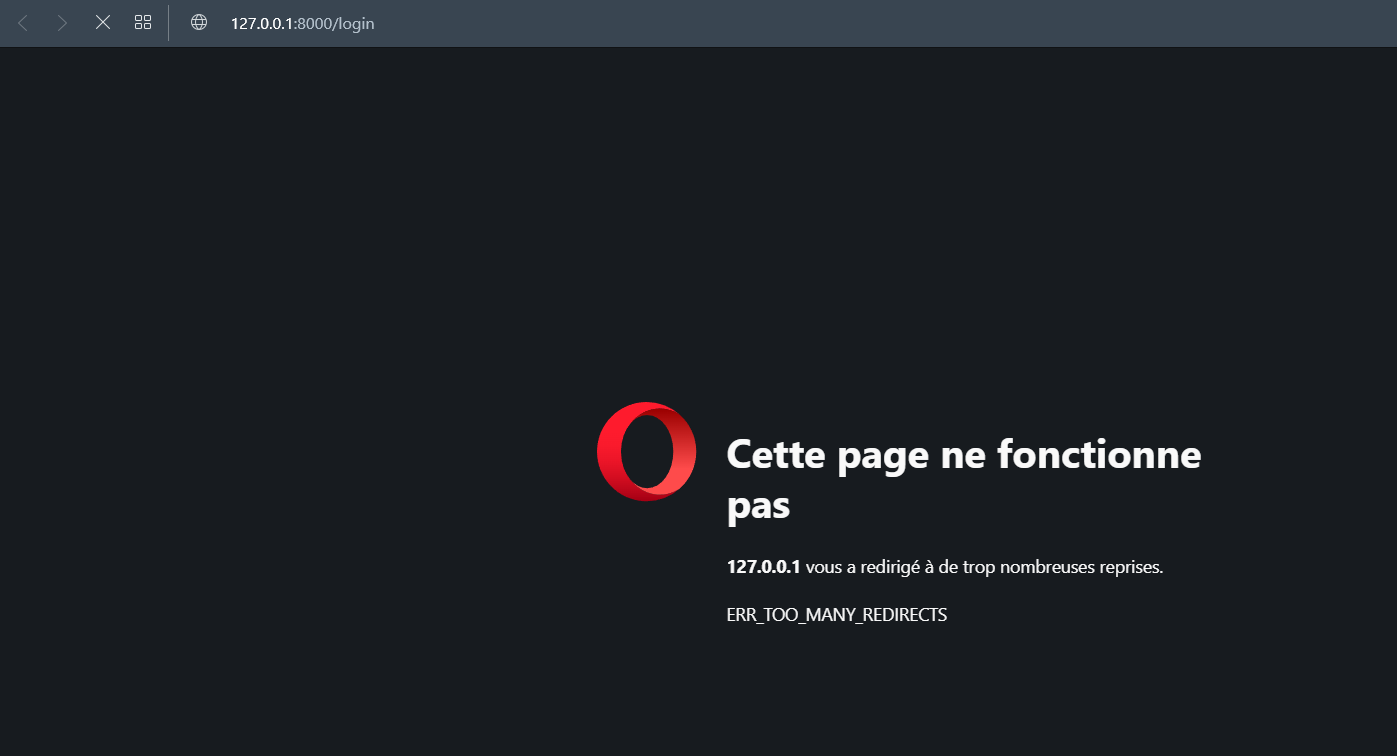 127.0.0.1:8000/login
Cette page ne fonctionne
pas
127.0.0.1 vous a redirigé à de trop nombreuses reprises.
ERR_TOO_MANY_REDIRECTS